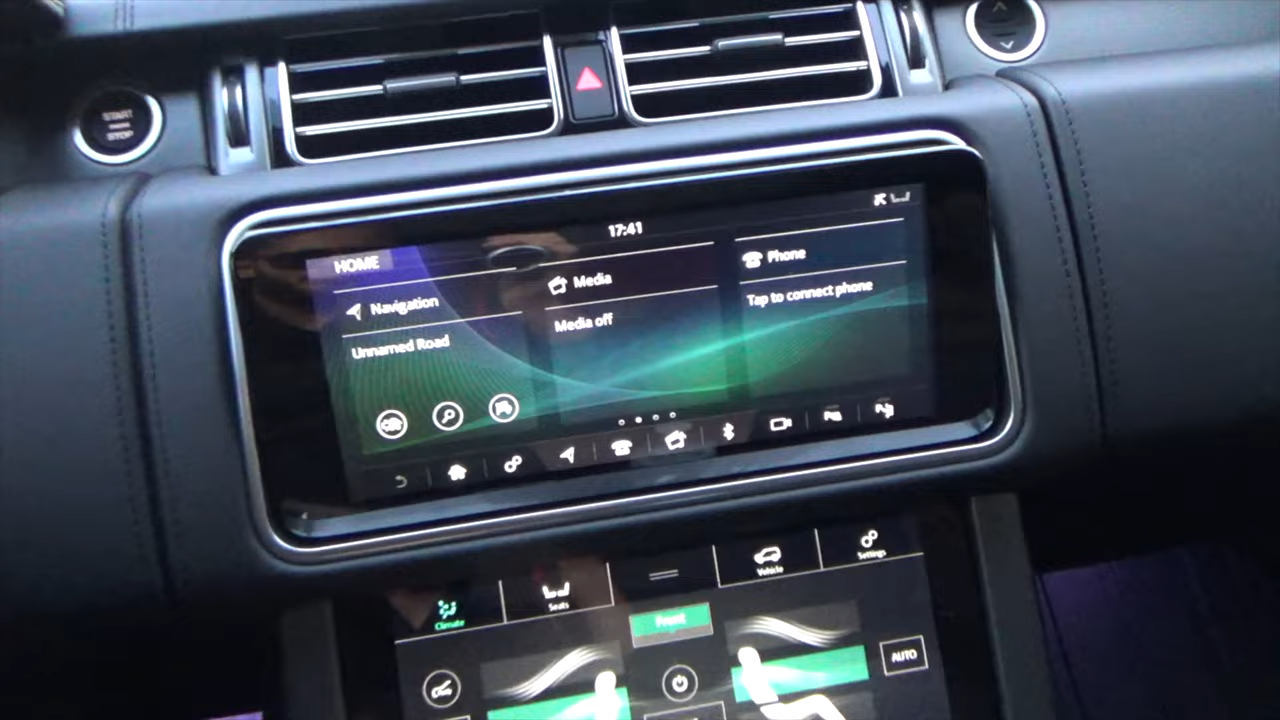 START
STOP
17:41
HOME
Navigation
Media
Phone
Unnamed Road
Media off
Tap to connect phone
Climate
Seats
Vehicle
Settings
Front
AUTO